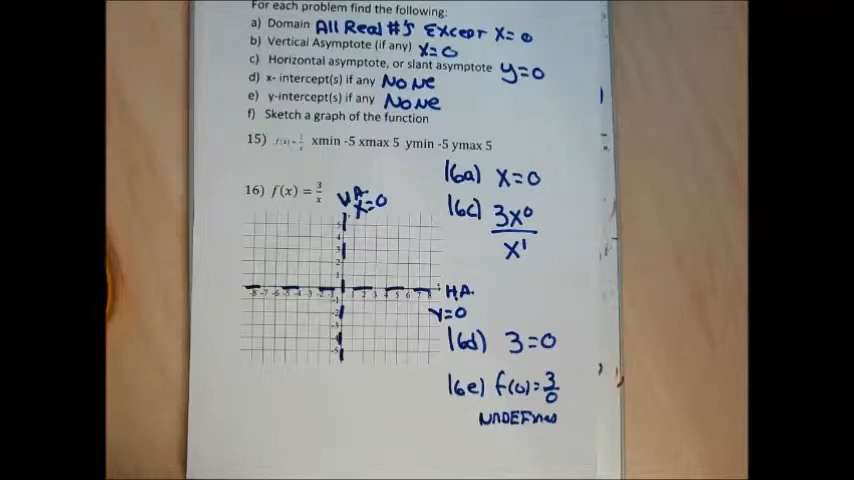 For each problem find the following:
a) Domain All Real #'s Except x=0
b) Vertical Asymptote (if any) x=0
c) Horizontal asymptote, or slant asymptote y=0
d) x- intercept(s) if any None
e) y-intercept(s) if any None
f) Sketch a graph of the function
15) f(x) = 1/x xmin -5 xmax 5 ymin -5 ymax 5
16a) x=0
16) f(x) = 3/x
V.A. x=0
16c) 3x⁰/x¹
H.A.
y=0
16d) 3=0
16e) f(0)=3/0
UNDEFined